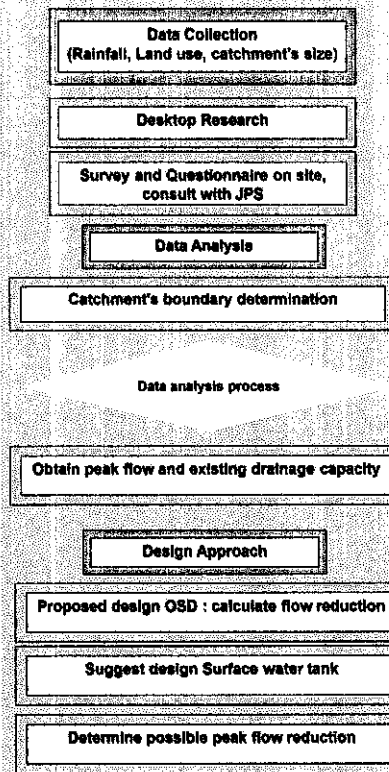 Data Collection
(Rainfall, Land use, catchment's size)
Desktop Research
Survey and Questionnaire on site,
consult with JPS
Data Analysis
Catchment's boundary determination
Data analysis process
Obtain peak flow and existing drainage capacity
Design Approach
Proposed design OSD : calculate flow reduction
Suggest design Surface water tank
Determine possible peak flow reduction